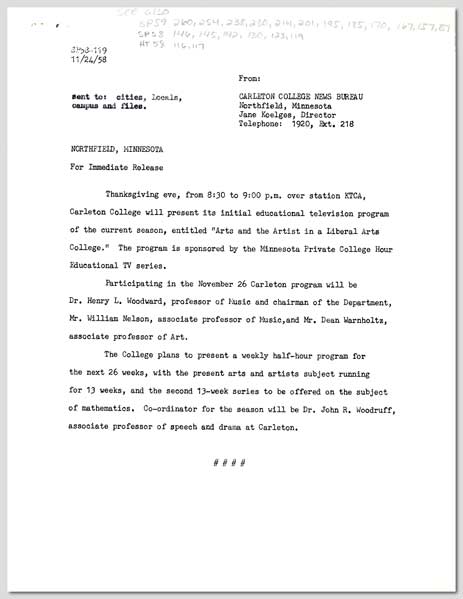 SEE ALSO
SP59 260, 254, 238, 230, 214, 201, 195, 185, 170, 167, 157, 87
SP58 146, 145, 142, 130, 123, 119
HT 58 116, 117
SP58-119
11/24/58
From:
sent to: cities, locals,
campus and files.
CARLETON COLLEGE NEWS BUREAU
Northfield, Minnesota
Jane Koelges, Director
Telephone: 1920, Ext. 218
NORTHFIELD, MINNESOTA
For Immediate Release
Thanksgiving eve, from 8:30 to 9:00 p.m. over station KTCA,
Carleton College will present its initial educational television program
of the current season, entitled "Arts and the Artist in a Liberal Arts
College." The program is sponsored by the Minnesota Private College Hour
Educational TV series.
Participating in the November 26 Carleton program will be
Dr. Henry L. Woodward, professor of Music and chairman of the Department,
Mr. William Nelson, associate professor of Music,and Mr. Dean Warnholtz,
associate professor of Art.
The College plans to present a weekly half-hour program for
the next 26 weeks, with the present arts and artists subject running
for 13 weeks, and the second 13-week series to be offered on the subject
of mathematics. Co-ordinator for the season will be Dr. John R. Woodruff,
associate professor of speech and drama at Carleton.
# # # #